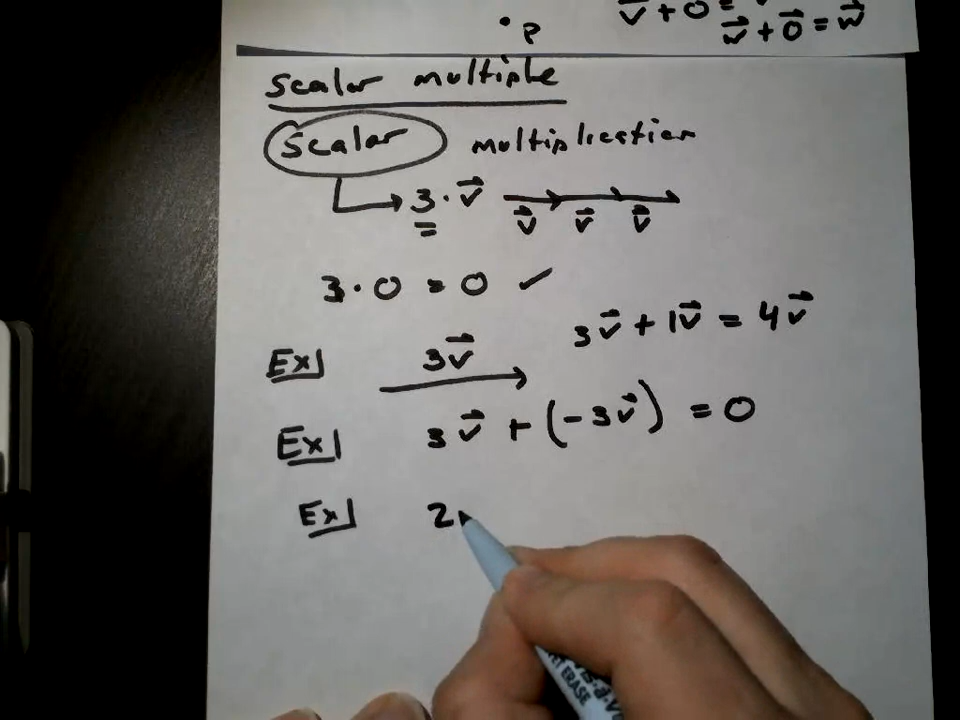 v⃗ + 0 =
• P
w⃗ + 0⃗ = w⃗
scalar multiple
scalar multiplication
3 · v⃗
v⃗ v⃗ v⃗
3 · 0 = 0 ✓
3v⃗ + 1v⃗ = 4v⃗
Ex 3v⃗
Ex 3v⃗ + (-3v⃗) = 0
Ex 2
ERASE